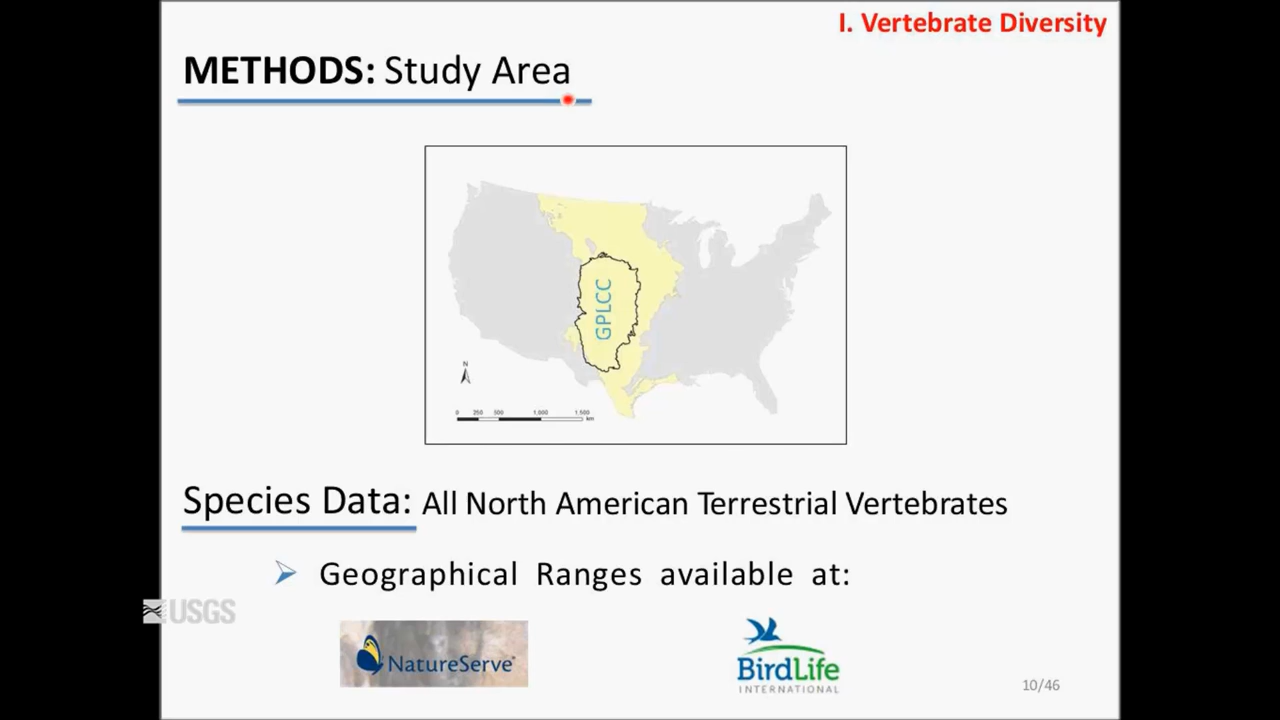 I. Vertebrate Diversity
METHODS: Study Area
GPLCC
N
0 250 500 1,000 1,500
km
Species Data: All North American Terrestrial Vertebrates
Geographical Ranges available at:
USGS
NatureServe
BirdLife
INTERNATIONAL
10/46